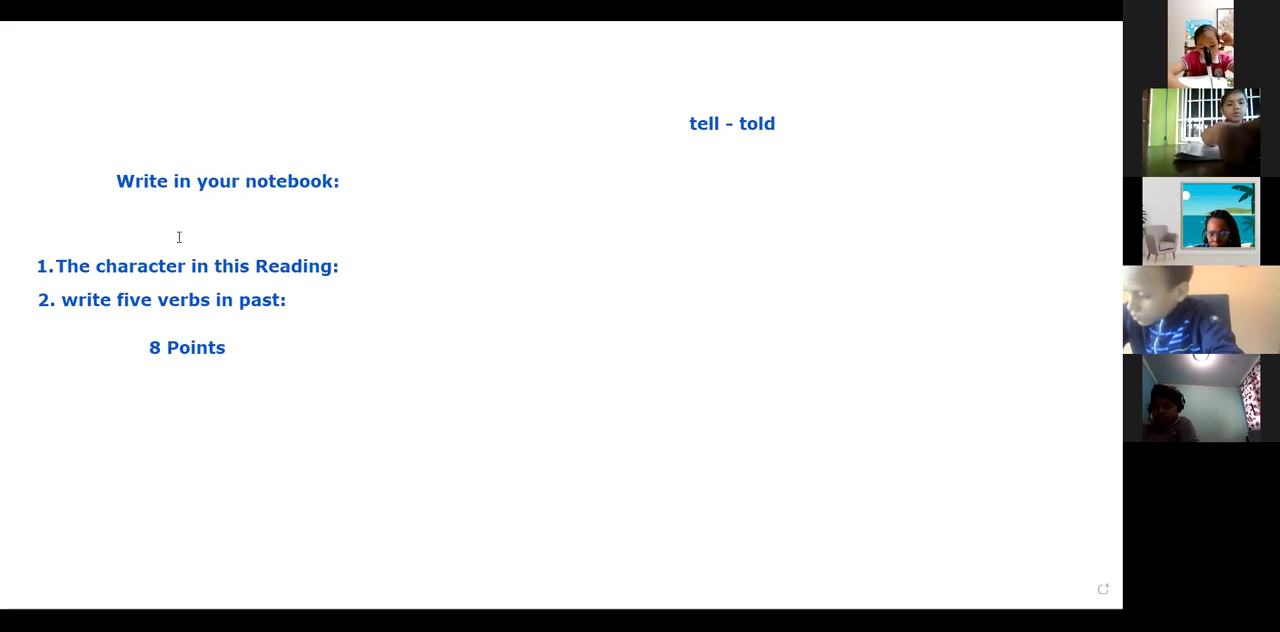 tell - told
Write in your notebook:
1.The character in this Reading:
2. write five verbs in past:
8 Points